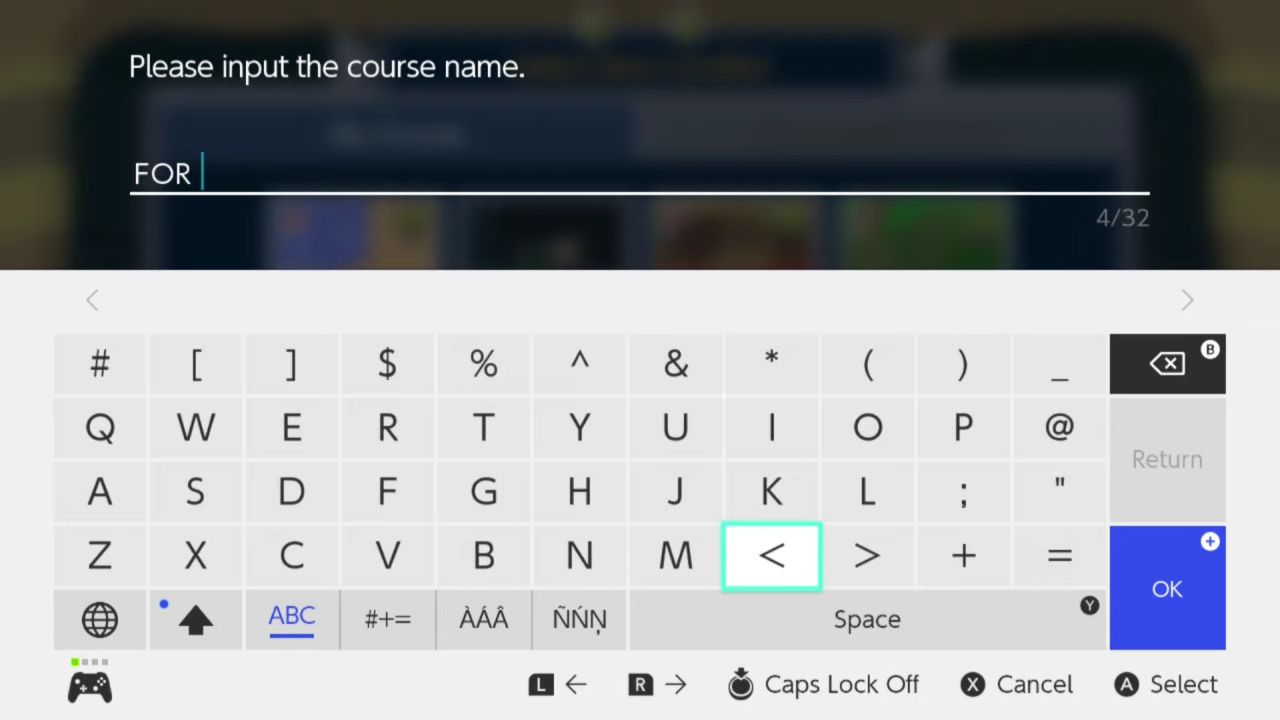 Please input the course name.
FOR
4/32
# [ ] $ % ^ & * ( ) _ B
Q W E R T Y U I O P @ Return
A S D F G H J K L ; "
Z X C V B N M < > + = + OK
ABC #+= ÀÁÂ ÑŃŅ Space Y
L ← R → Caps Lock Off X Cancel A Select